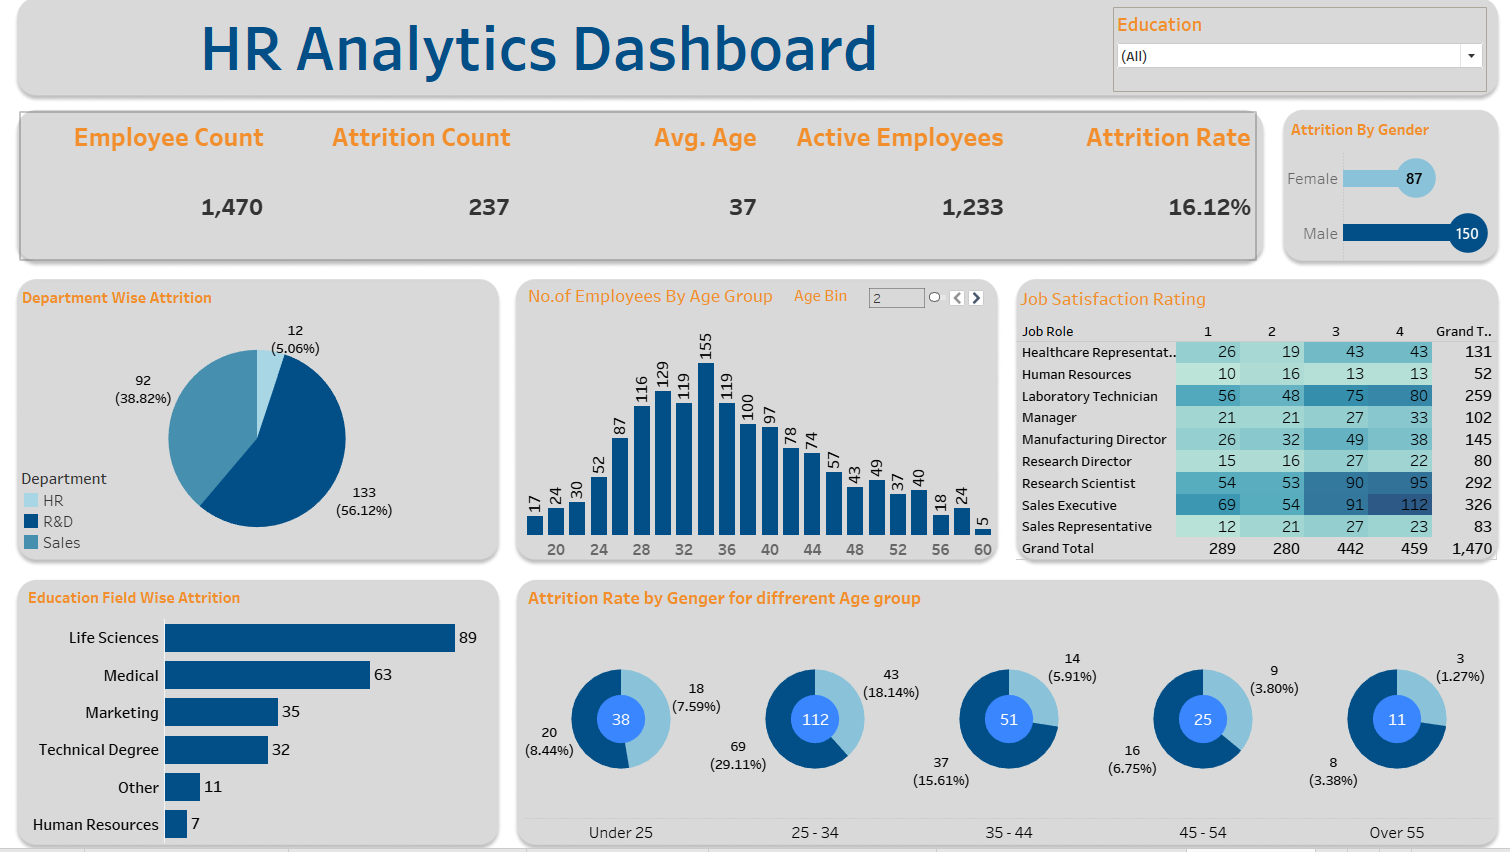 HR Analytics Dashboard
Education
(All)
Employee Count Attrition Count Avg. Age Active Employees Attrition Rate
1,470 237 37 1,233 16.12%
Attrition By Gender
Female 87
Male 150
Department Wise Attrition
12
(5.06%)
92
(38.82%)
133
(56.12%)
Department
HR
R&D
Sales
No.of Employees By Age Group Age Bin 2
17 24 30 52 87 116 129 119 155 119 100 97 78 74 57 43 49 37 40 18 24 5
20 24 28 32 36 40 44 48 52 56 60
Job Satisfaction Rating
Job Role 1 2 3 4 Grand T..
Healthcare Representat.. 26 19 43 43 131
Human Resources 10 16 13 13 52
Laboratory Technician 56 48 75 80 259
Manager 21 21 27 33 102
Manufacturing Director 26 32 49 38 145
Research Director 15 16 27 22 80
Research Scientist 54 53 90 95 292
Sales Executive 69 54 91 112 326
Sales Representative 12 21 27 23 83
Grand Total 289 280 442 459 1,470
Education Field Wise Attrition
Life Sciences 89
Medical 63
Marketing 35
Technical Degree 32
Other 11
Human Resources 7
Attrition Rate by Genger for diffrerent Age group
18
(7.59%)
38
20
(8.44%)
43
(18.14%)
112
69
(29.11%)
14
(5.91%)
51
37
(15.61%)
9
(3.80%)
25
16
(6.75%)
3
(1.27%)
11
8
(3.38%)
Under 25 25 - 34 35 - 44 45 - 54 Over 55